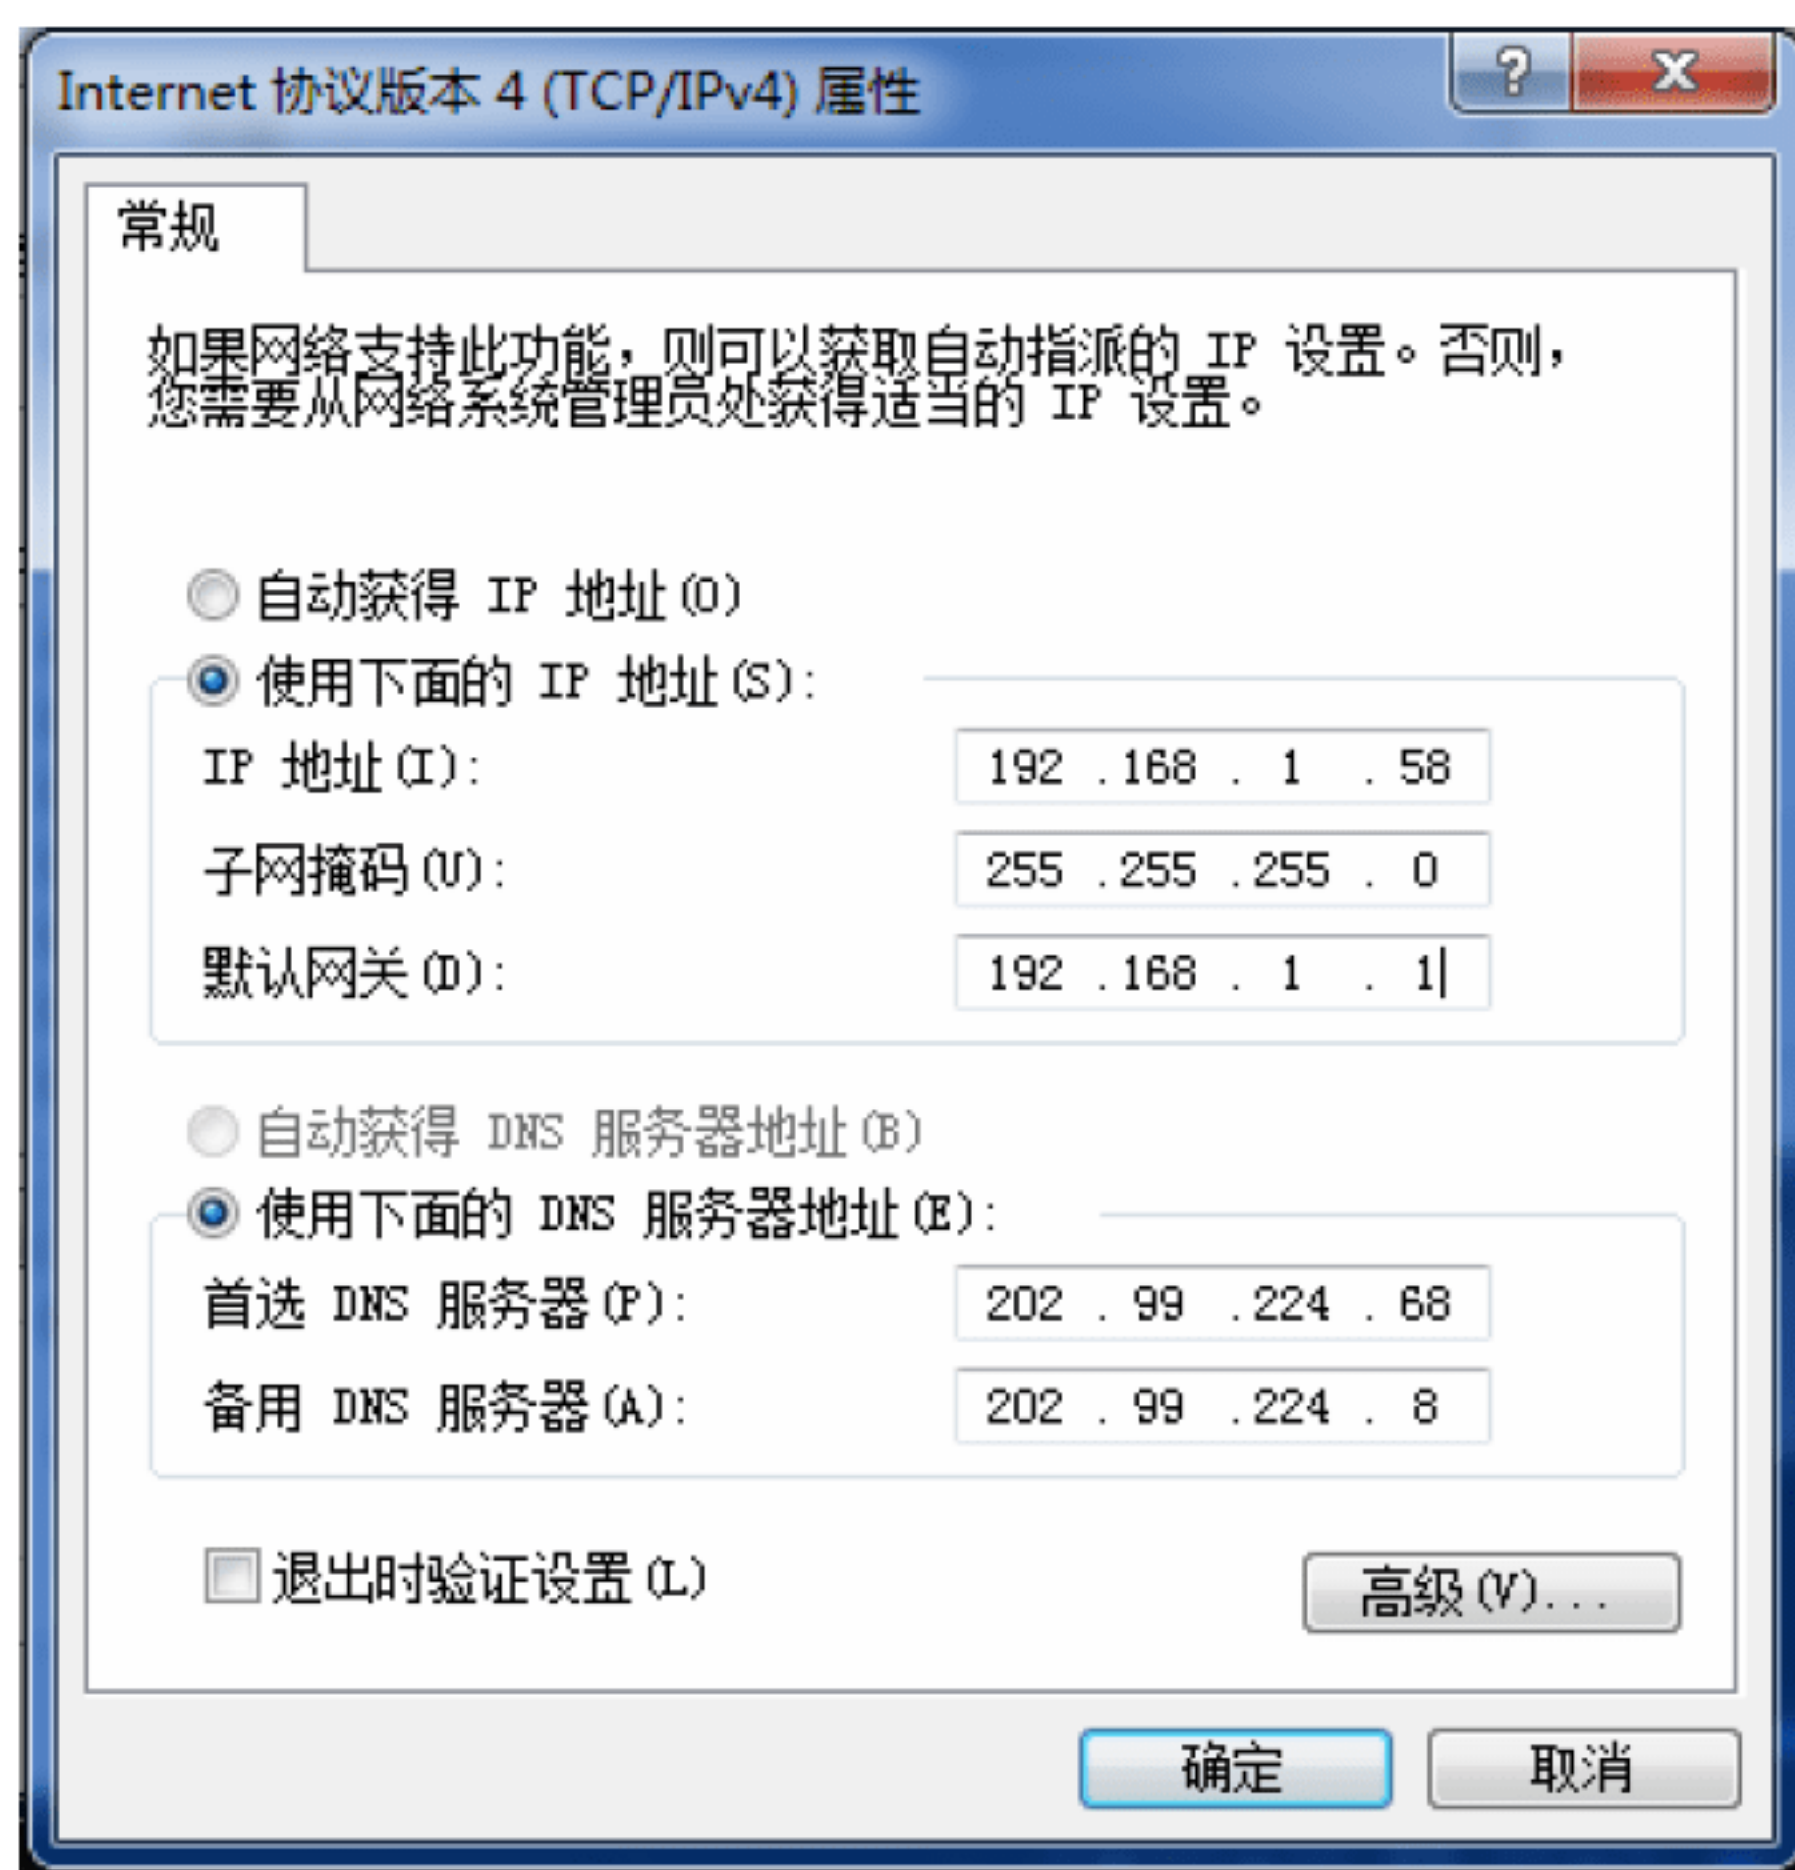 Internet 协议版本 4 (TCP/IPv4) 属性
常规
如果网络支持此功能，则可以获取自动指派的 IP 设置。否则，
您需要从网络系统管理员处获得适当的 IP 设置。
自动获得 IP 地址(O)
使用下面的 IP 地址(S):
IP 地址(I): 192 .168 . 1 . 58
子网掩码(U): 255 .255 .255 . 0
默认网关(D): 192 .168 . 1 . 1
自动获得 DNS 服务器地址(B)
使用下面的 DNS 服务器地址(E):
首选 DNS 服务器(P): 202 . 99 .224 . 68
备用 DNS 服务器(A): 202 . 99 .224 . 8
退出时验证设置(L)
高级(V)...
确定 取消